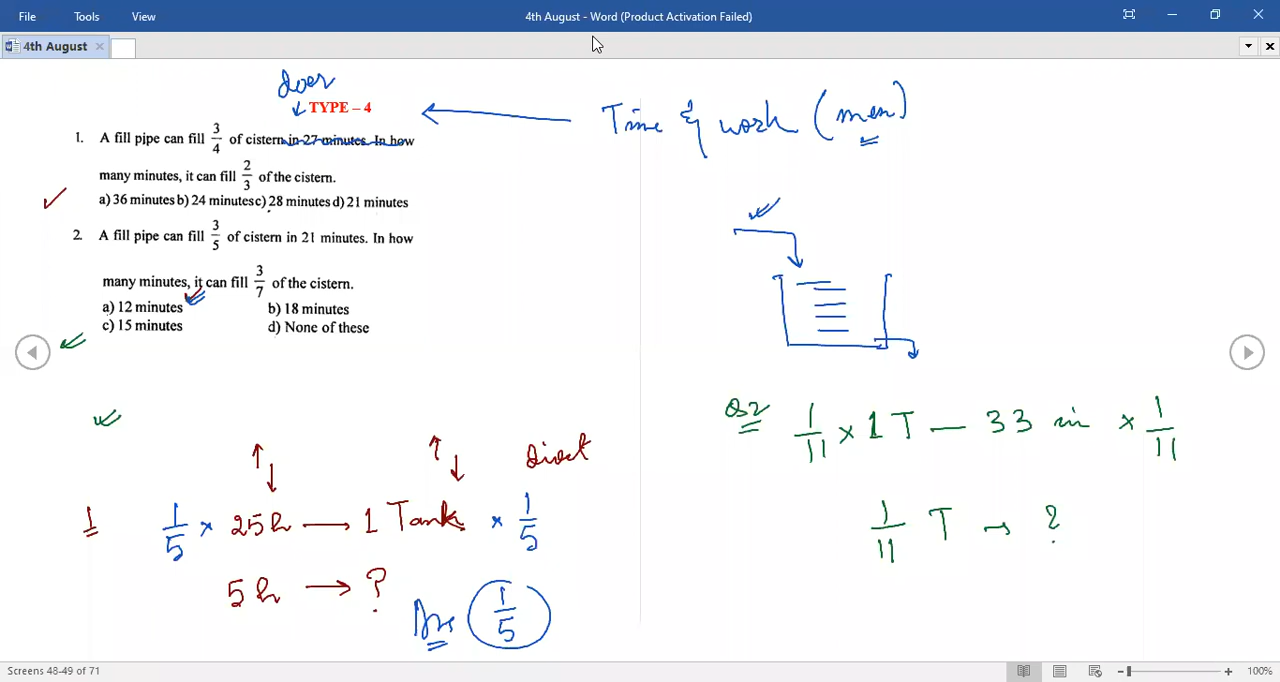 File Tools View 4th August - Word (Product Activation Failed)
4th August
doer
TYPE – 4
Time & work (men)
1. A fill pipe can fill 3/4 of cistern in 27 minutes. In how
many minutes, it can fill 2/3 of the cistern.
a) 36 minutes b) 24 minutes c) 28 minutes d) 21 minutes
2. A fill pipe can fill 3/5 of cistern in 21 minutes. In how
many minutes, it can fill 3/7 of the cistern.
a) 12 minutes b) 18 minutes
c) 15 minutes d) None of these
Direct
1 1/5 × 25h → 1 Tank × 1/5
5h → ?
Ans 1/5
Qs2 1/11 × 1 T — 33 min × 1/11
1/11 T → ?
Screens 48-49 of 71 100%